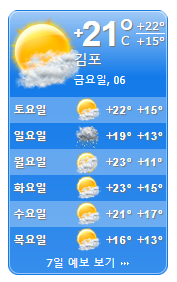 +21°C +22° +15°
김포
금요일, 06
토요일 +22° +15°
일요일 +19° +13°
월요일 +23° +11°
화요일 +23° +15°
수요일 +21° +17°
목요일 +16° +13°
7일 예보 보기 »»